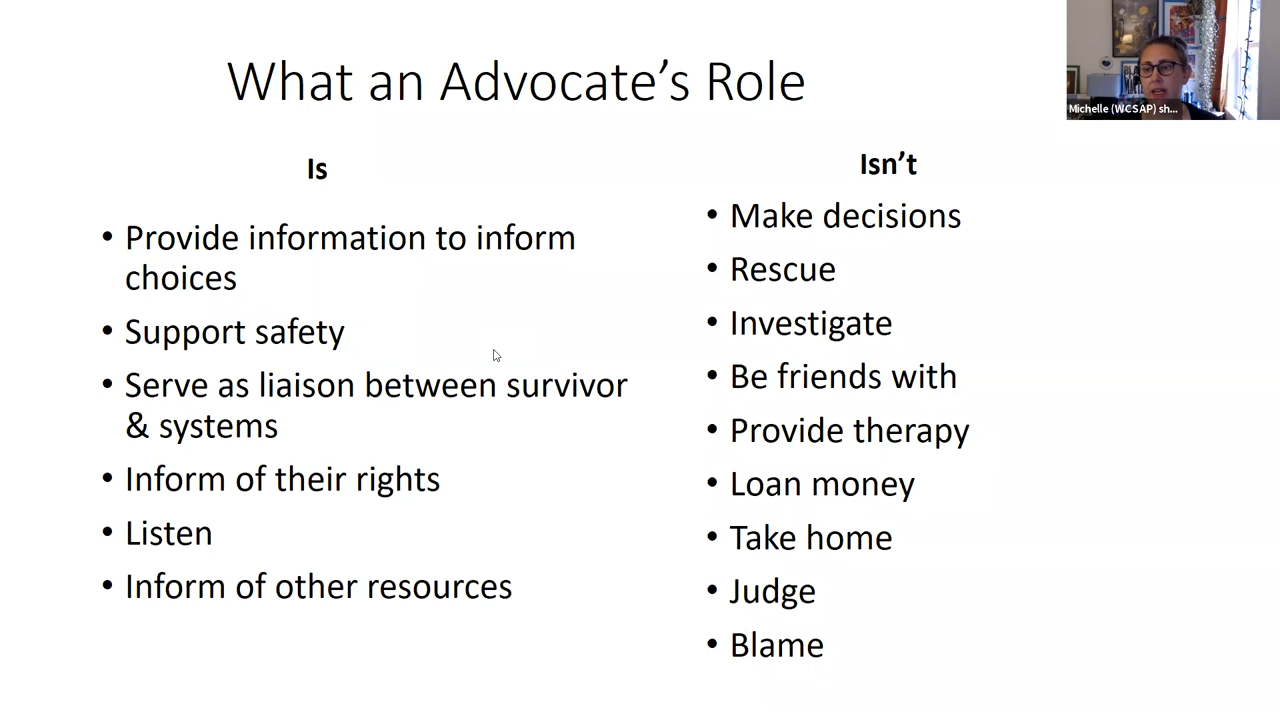 What an Advocate’s Role
Michelle (WCSAP) sh...
Is
Provide information to inform
choices
• Support safety
• Serve as liaison between survivor
& systems
• Inform of their rights
• Listen
• Inform of other resources
Isn’t
• Make decisions
• Rescue
• Investigate
• Be friends with
• Provide therapy
• Loan money
• Take home
• Judge
• Blame